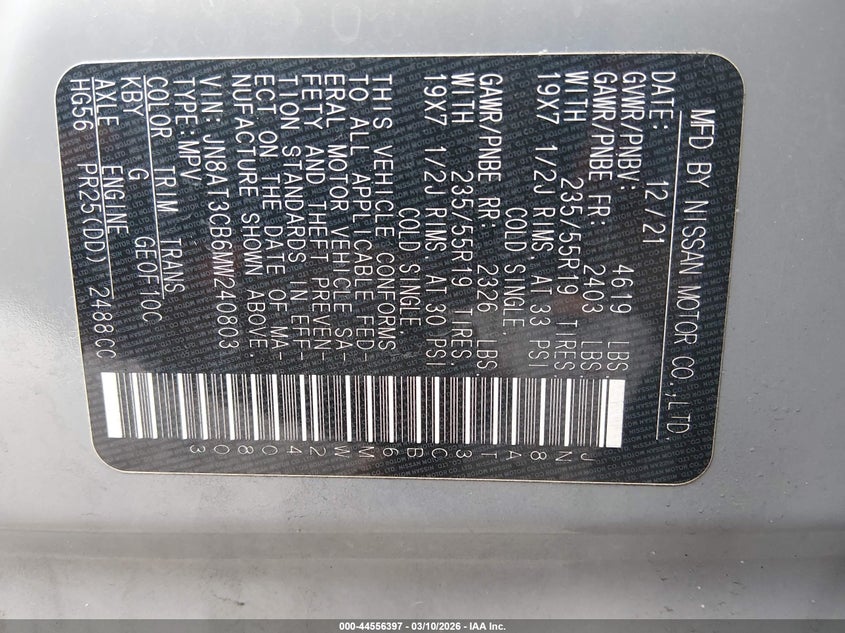 MFD BY NISSAN MOTOR CO.,LTD.
DATE: 12/21
GVWR/PNBV: 4619 LBS.
GAWR/PNBE FR: 2403 LBS.
WITH 235/55R19 TIRES
19X7 1/2J RIMS, AT 33 PSI
COLD SINGLE
GAWR/PNBE RR: 2326 LBS.
WITH 235/55R19 TIRES
19X7 1/2J RIMS, AT 30 PSI
COLD SINGLE,
THIS VEHICLE CONFORMS
TO ALL APPLICABLE FED-
ERAL MOTOR VEHICLE SA-
FETY AND THEFT PREVEN-
TION STANDARDS IN EFF-
ECT ON THE DATE OF MA-
NUFACTURE SHOWN ABOVE.
VIN: JN8AT3CB6MW240803
TYPE: MPV
COLOR TRIM TRANS
KBY G GE0F10C
AXLE ENGINE
HG56 PR25(DD) 2488CC
JN8AT3CB6MW240803
000-44556397 - 03/10/2026 - IAA Inc.